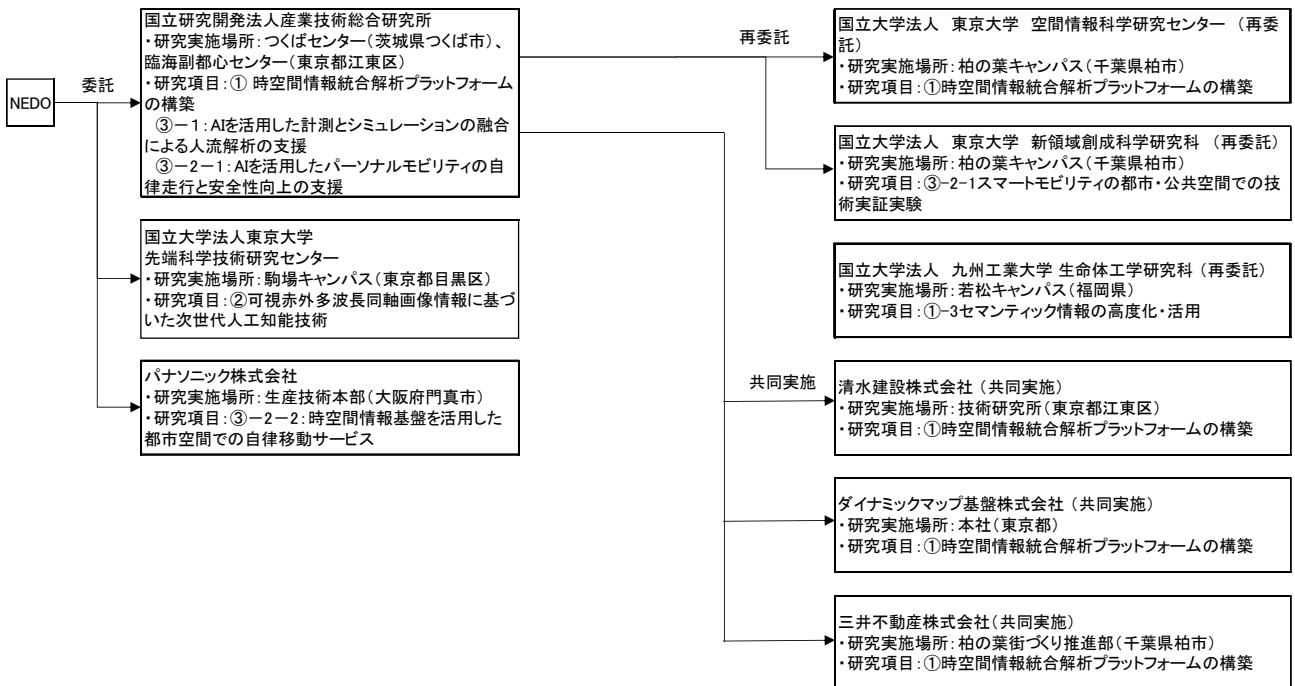 NEDO
委託
国立研究開発法人産業技術総合研究所
・研究実施場所：つくばセンター（茨城県つくば市）、
臨海副都心センター（東京都江東区）
・研究項目：① 時空間情報統合解析プラットフォーム
の構築
③－１：AIを活用した計測とシミュレーションの融合
による人流解析の支援
③－２－１：AIを活用したパーソナルモビリティの自
律走行と安全性向上の支援
国立大学法人東京大学
先端科学技術研究センター
・研究実施場所：駒場キャンパス（東京都目黒区）
・研究項目：②可視赤外多波長同軸画像情報に基づ
いた次世代人工知能技術
パナソニック株式会社
・研究実施場所：生産技術本部（大阪府門真市）
・研究項目：③－２－２：時空間情報基盤を活用した
都市空間での自律移動サービス
再委託
国立大学法人　東京大学　空間情報科学研究センター　（再委
託）
・研究実施場所：柏の葉キャンパス（千葉県柏市）
・研究項目：①時空間情報統合解析プラットフォームの構築
国立大学法人　東京大学　新領域創成科学研究科　（再委託）
・研究実施場所：柏の葉キャンパス（千葉県柏市）
・研究項目：③-2-1スマートモビリティの都市・公共空間での技
術実証実験
国立大学法人　九州工業大学 生命体工学研究科 （再委託）
・研究実施場所：若松キャンパス（福岡県）
・研究項目：①-3セマンティック情報の高度化・活用
共同実施
清水建設株式会社 （共同実施）
・研究実施場所：技術研究所（東京都江東区）
・研究項目：①時空間情報統合解析プラットフォームの構築
ダイナミックマップ基盤株式会社 （共同実施）
・研究実施場所：本社（東京都）
・研究項目：①時空間情報統合解析プラットフォームの構築
三井不動産株式会社（共同実施）
・研究実施場所：柏の葉街づくり推進部（千葉県柏市）
・研究項目：①時空間情報統合解析プラットフォームの構築